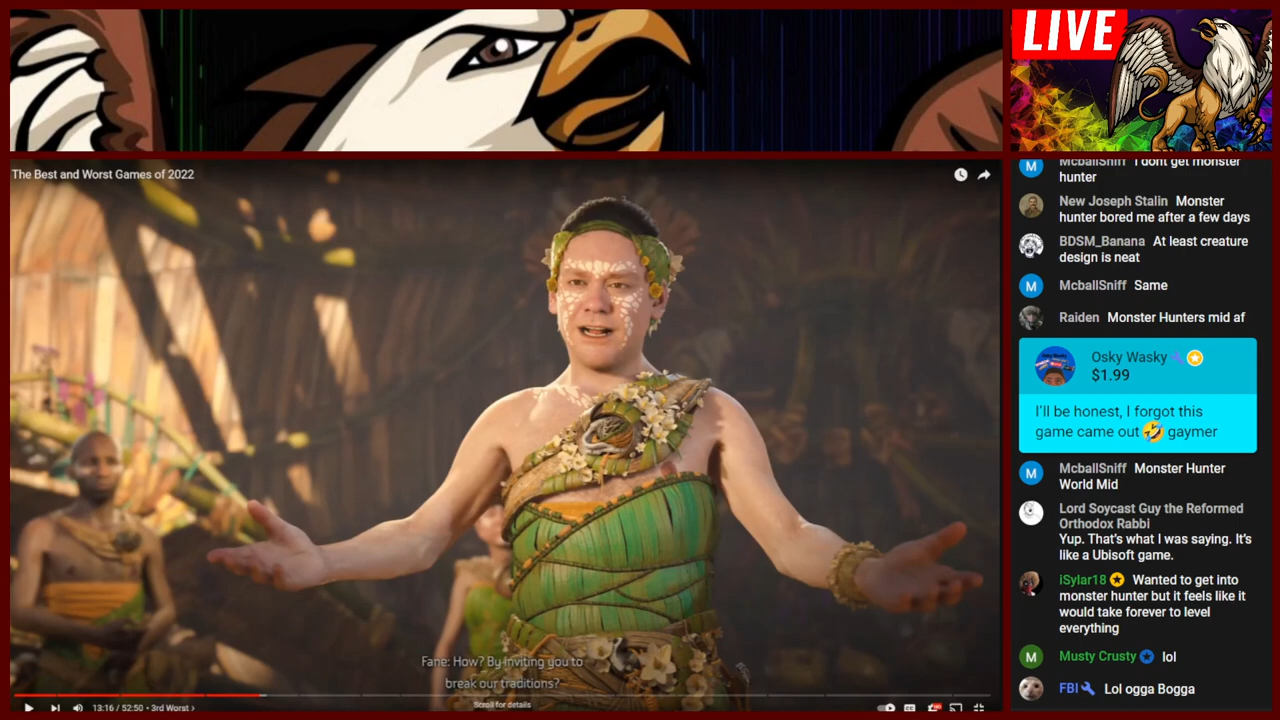 LIVE
The Best and Worst Games of 2022
Fane: How? By inviting you to
break our traditions?
13:16 / 52:50 • 3rd Worst ›
Scroll for details
McballSniff I dont get monster
hunter
New Joseph Stalin Monster
hunter bored me after a few days
BDSM_Banana At least creature
design is neat
McballSniff Same
Raiden Monster Hunters mid af
Osky Wasky
$1.99
I'll be honest, I forgot this
game came out 🤣 gaymer
McballSniff Monster Hunter
World Mid
Lord Soycast Guy the Reformed
Orthodox Rabbi
Yup. That's what I was saying. It's
like a Ubisoft game.
iSylar18 Wanted to get into
monster hunter but it feels like it
would take forever to level
everything
M
Musty Crusty lol
FBI Lol ogga Bogga